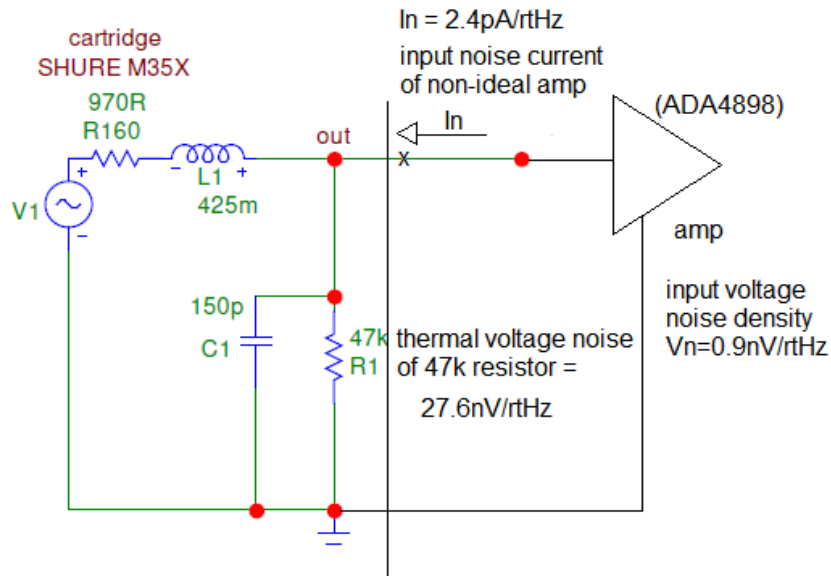 cartridge
SHURE M35X
970R
R160
V1
+
-
-
+
L1
425m
out
150p
C1
47k
R1
In = 2.4pA/rtHz
input noise current
of non-ideal amp
In
x
(ADA4898)
amp
thermal voltage noise
of 47k resistor =
27.6nV/rtHz
input voltage
noise density
Vn=0.9nV/rtHz